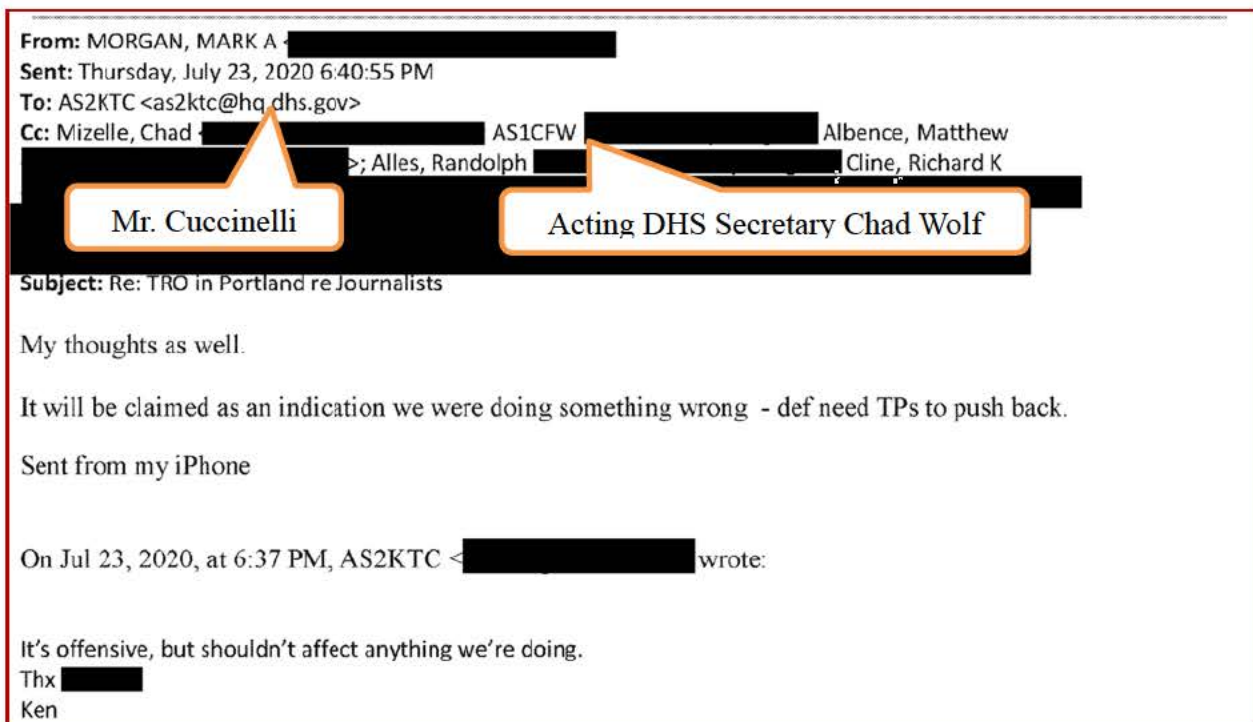 From: MORGAN, MARK A
Sent: Thursday, July 23, 2020 6:40:55 PM
To: AS2KTC <as2ktc@hq.dhs.gov>
Cc: Mizelle, Chad AS1CFW Albence, Matthew
>; Alles, Randolph Cline, Richard K
Mr. Cuccinelli Acting DHS Secretary Chad Wolf
Subject: Re: TRO in Portland re Journalists
My thoughts as well.
It will be claimed as an indication we were doing something wrong - def need TPs to push back.
Sent from my iPhone
On Jul 23, 2020, at 6:37 PM, AS2KTC < wrote:
It's offensive, but shouldn't affect anything we're doing.
Thx
Ken